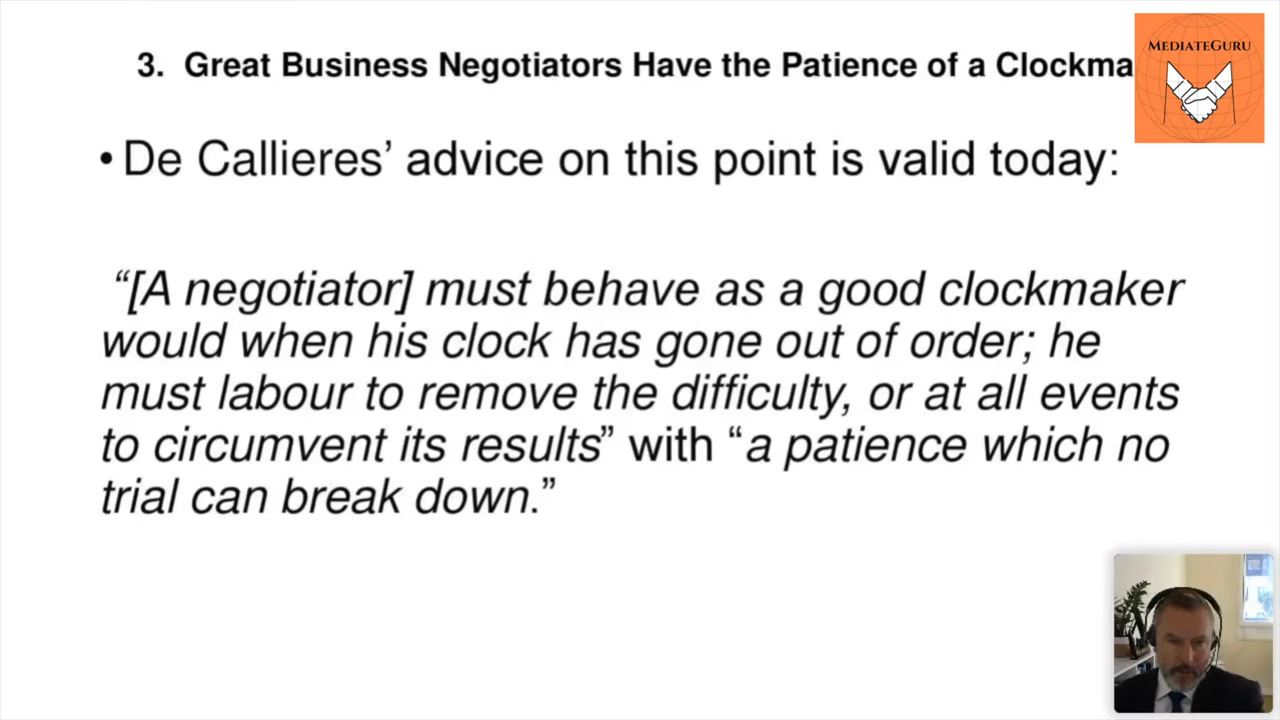 3. Great Business Negotiators Have the Patience of a Clockma
MEDIATEGURU
• De Callieres’ advice on this point is valid today:
“[A negotiator] must behave as a good clockmaker
would when his clock has gone out of order; he
must labour to remove the difficulty, or at all events
to circumvent its results” with “a patience which no
trial can break down.”